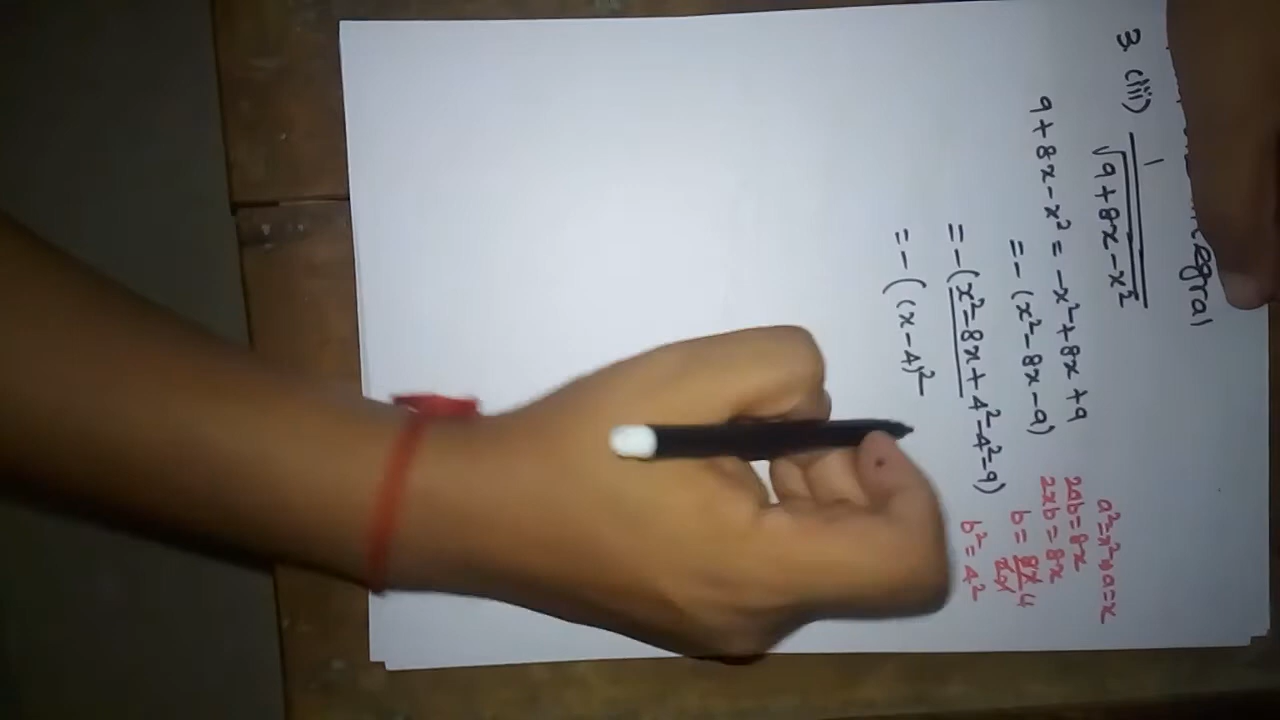 3. (iii) 1/√(9+8x-x²)
9+8x-x² = -x²+8x+9
= -(x²-8x-9)
= -(x²-8x+4²-4²-9)
= -((x-4)²
a²=x²⇒a=x
2ab=8x
2xb=8x
b = 8x/2x 4
b² = 4²